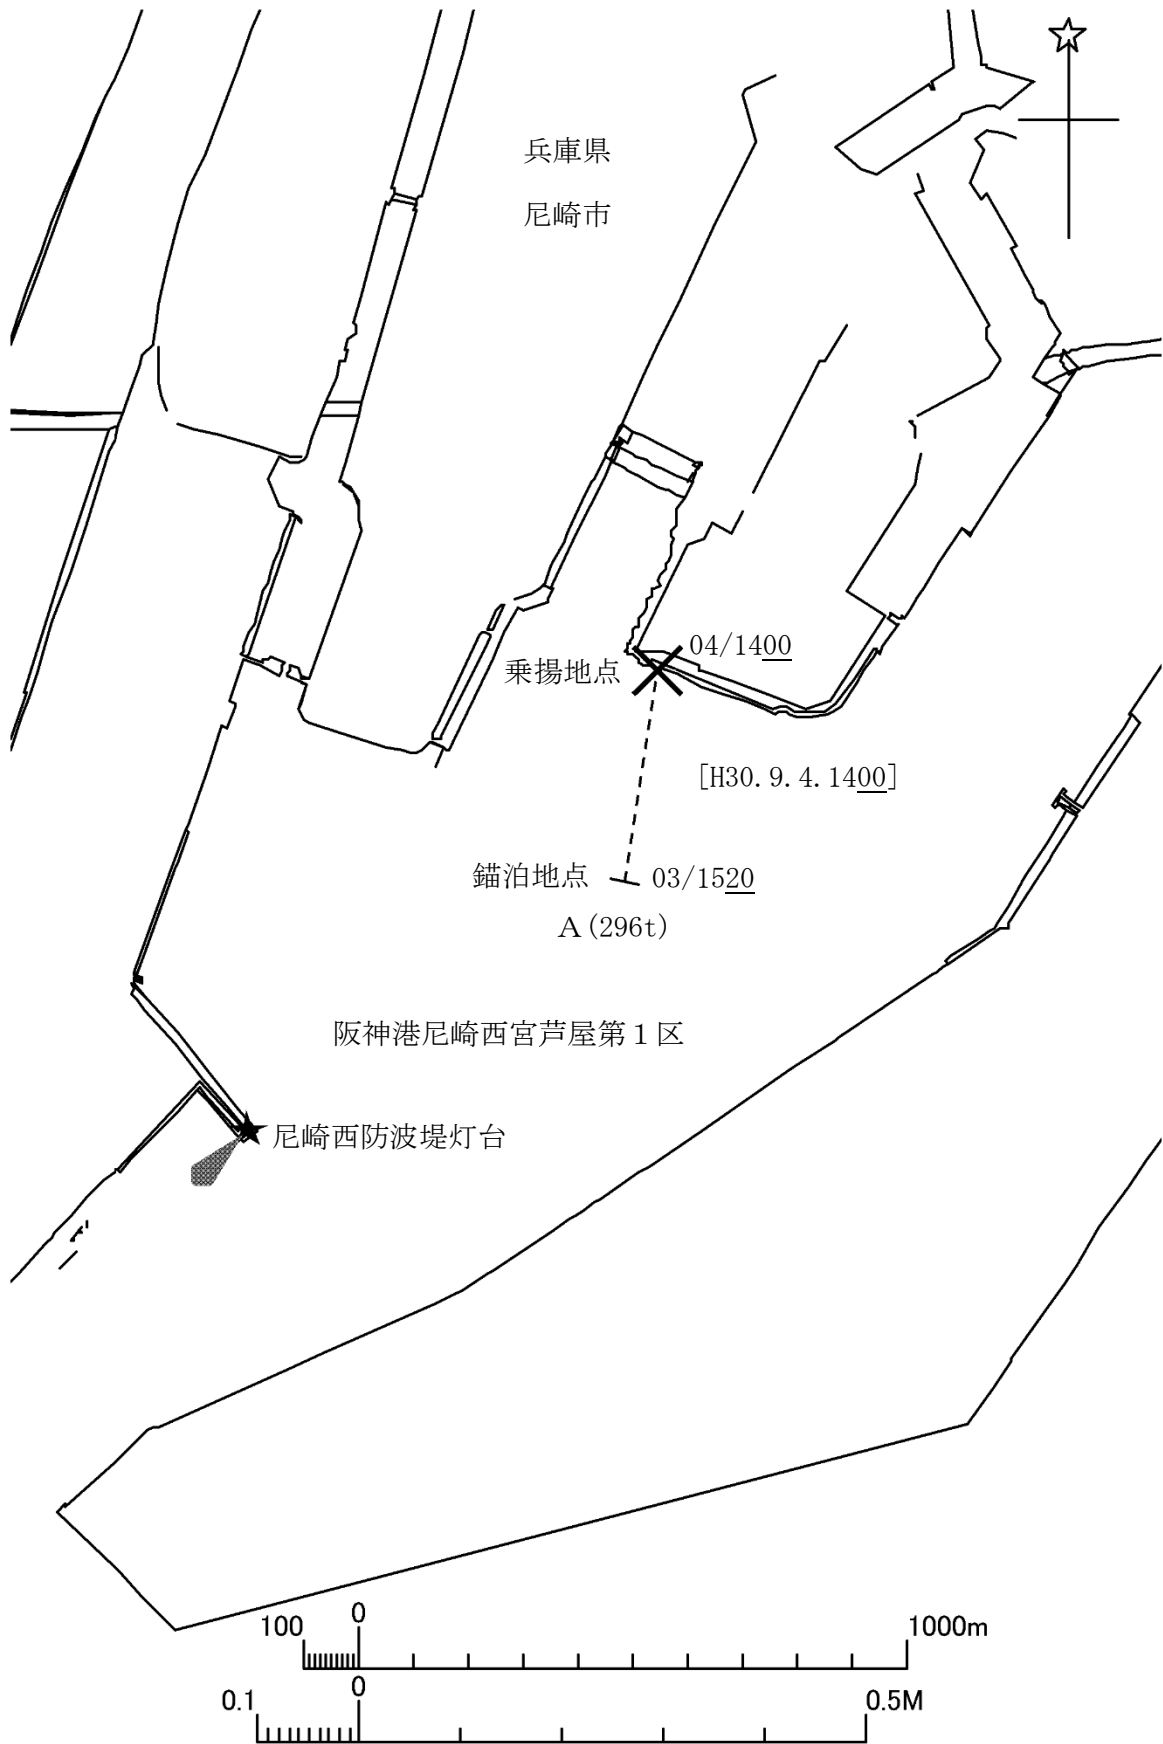 兵庫県
尼崎市
04/1400
乗揚地点
[H30.9.4.1400]
錨泊地点
03/1520
A(296t)
阪神港尼崎西宮芦屋第1区
尼崎西防波堤灯台
100 0 1000m
0.1 0 0.5M